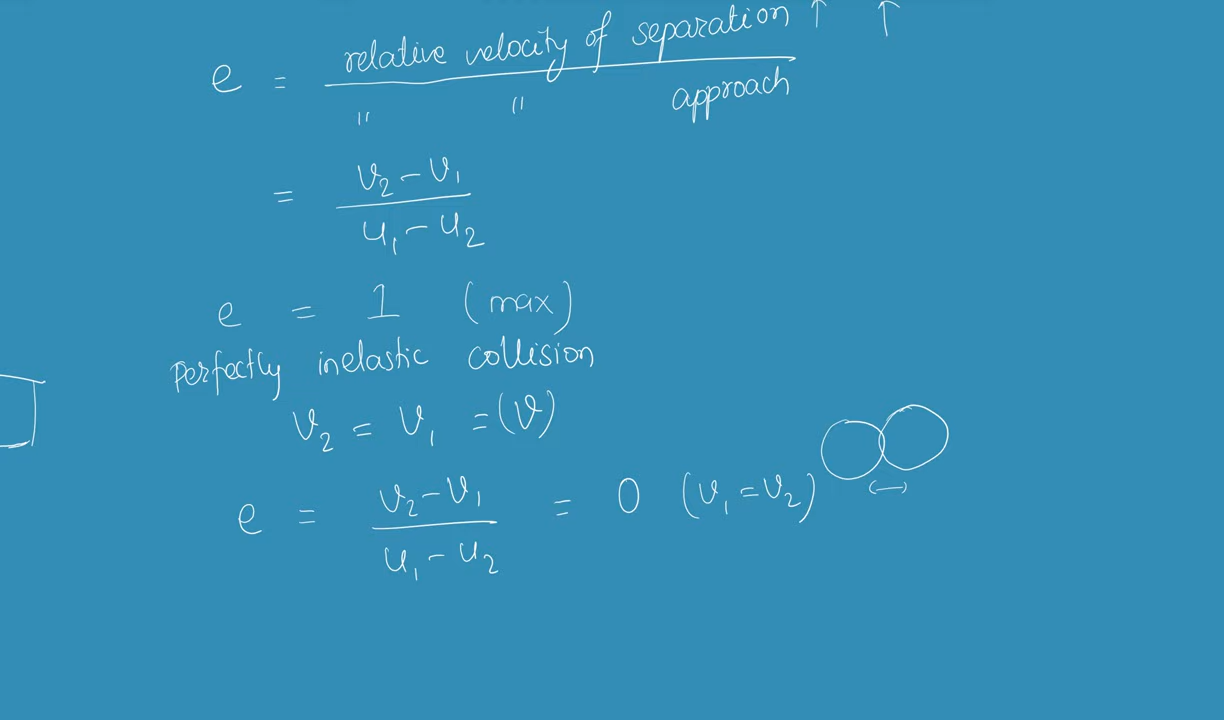 e = relative velocity of separation ↑ ↑
" " approach
= v₂ – v₁ / u₁ – u₂
e = 1 (max)
Perfectly inelastic collision
v₂ = v₁ = (v)
e = v₂ – v₁ / u₁ – u₂ = 0 (v₁ = v₂)